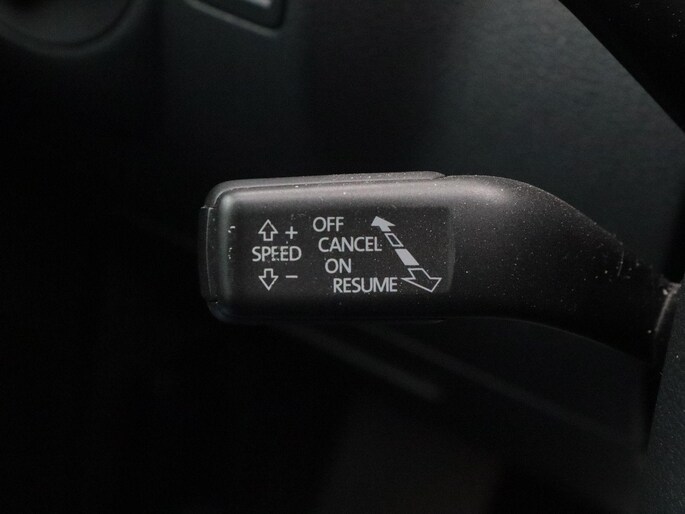 +
SPEED
−
OFF
CANCEL
ON
RESUME